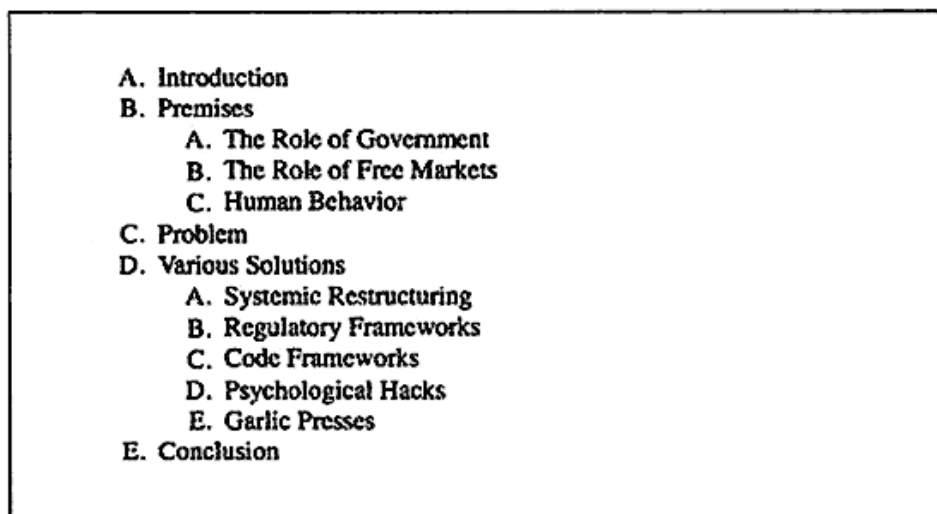 A. Introduction
B. Premises
A. The Role of Government
B. The Role of Free Markets
C. Human Behavior
C. Problem
D. Various Solutions
A. Systemic Restructuring
B. Regulatory Frameworks
C. Code Frameworks
D. Psychological Hacks
E. Garlic Presses
E. Conclusion